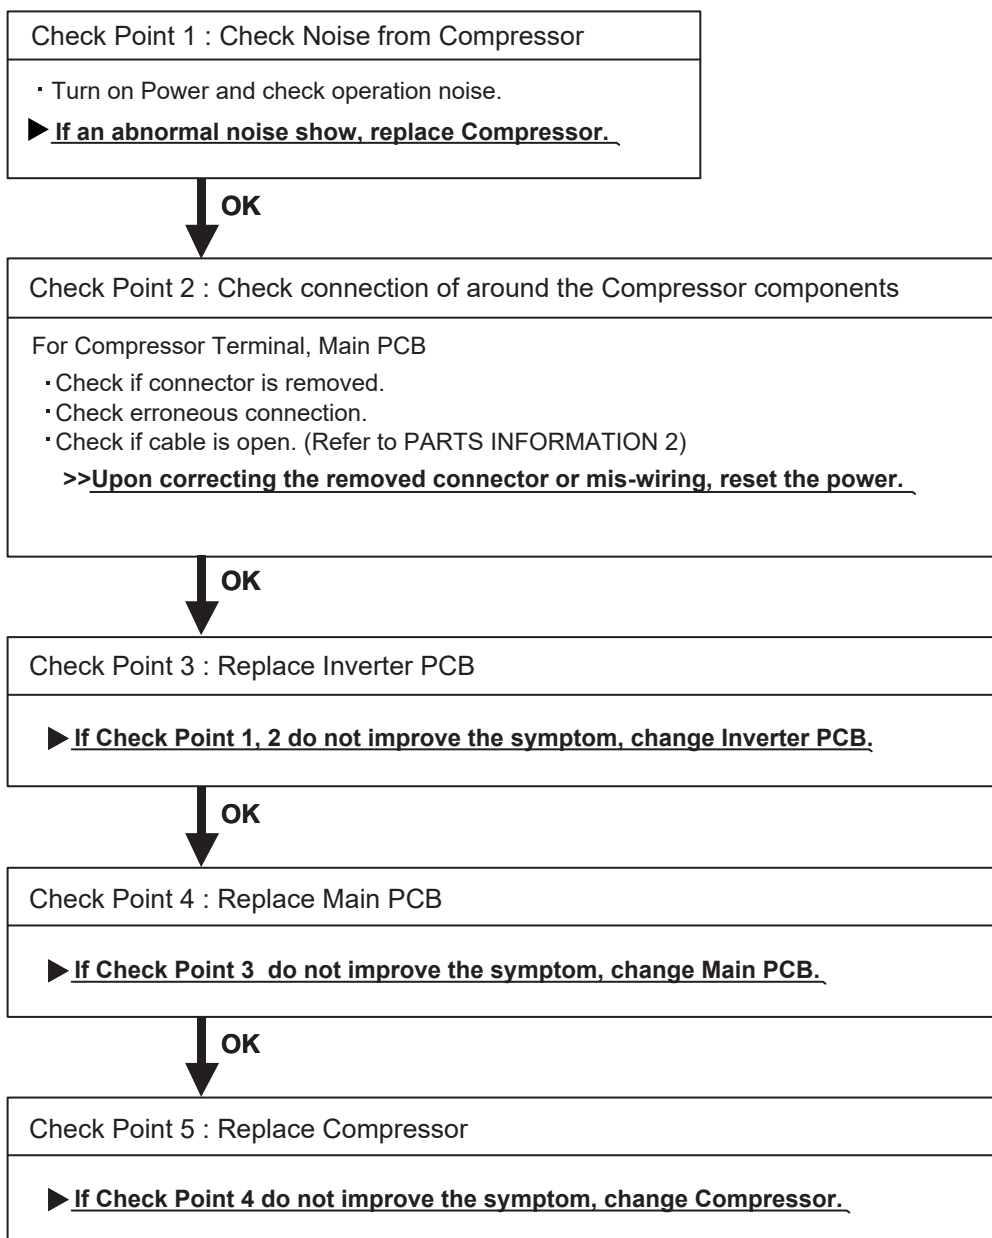 Check Point 1 : Check Noise from Compressor
・Turn on Power and check operation noise.
▶ If an abnormal noise show, replace Compressor.
OK
Check Point 2 : Check connection of around the Compressor components
For Compressor Terminal, Main PCB
・Check if connector is removed.
・Check erroneous connection.
・Check if cable is open. (Refer to PARTS INFORMATION 2)
>>Upon correcting the removed connector or mis-wiring, reset the power.
OK
Check Point 3 : Replace Inverter PCB
▶ If Check Point 1, 2 do not improve the symptom, change Inverter PCB.
OK
Check Point 4 : Replace Main PCB
▶ If Check Point 3  do not improve the symptom, change Main PCB.
OK
Check Point 5 : Replace Compressor
▶ If Check Point 4 do not improve the symptom, change Compressor.